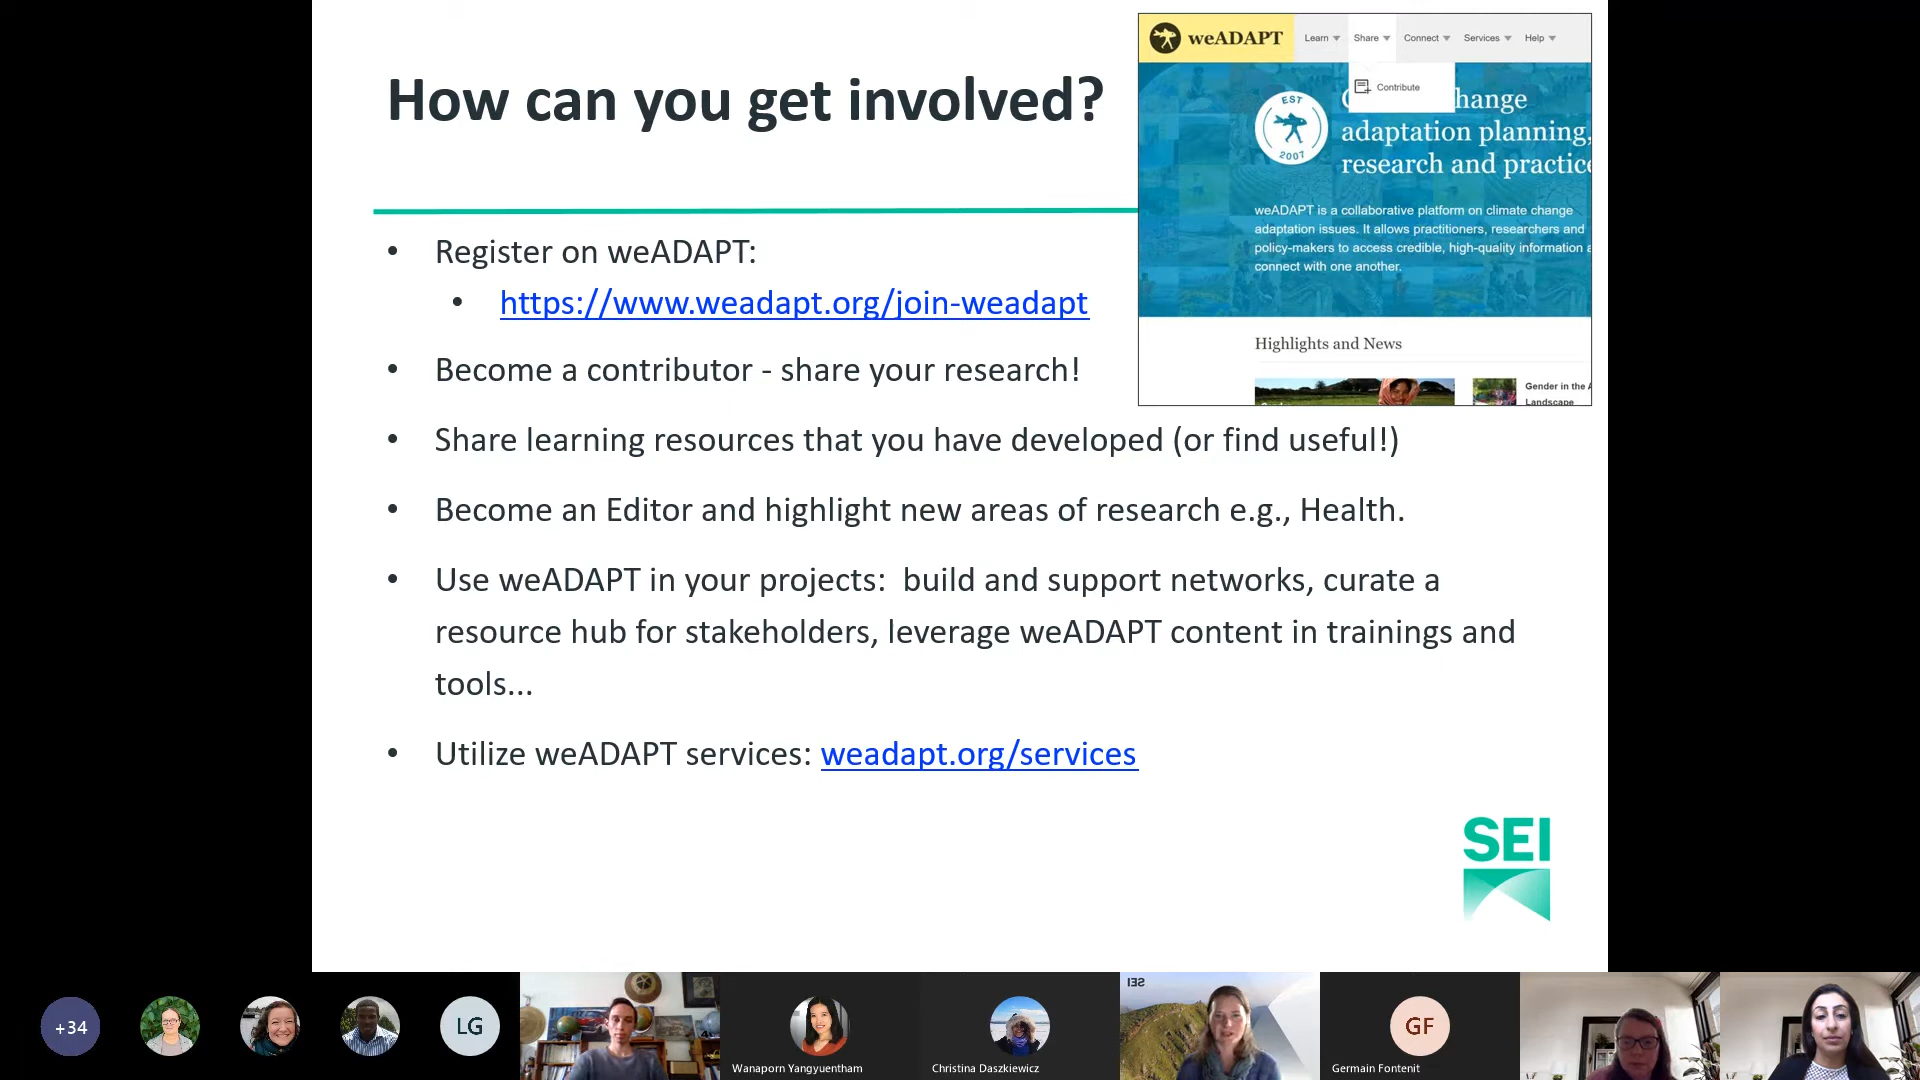 How can you get involved?
weADAPT
Learn Share Connect Services Help
Contribute
EST
2007
hange
adaptation planning,
research and practice
weADAPT is a collaborative platform on climate change
adaptation issues. It allows practitioners, researchers and
policy-makers to access credible, high-quality information a
connect with one another.
Highlights and News
Gender in the A
Landscape
• Register on weADAPT:
• https://www.weadapt.org/join-weadapt
• Become a contributor - share your research!
• Share learning resources that you have developed (or find useful!)
• Become an Editor and highlight new areas of research e.g., Health.
• Use weADAPT in your projects:  build and support networks, curate a
resource hub for stakeholders, leverage weADAPT content in trainings and
tools...
• Utilize weADAPT services: weadapt.org/services
SEI
+34
LG
Wanaporn Yangyuentham
Christina Daszkiewicz
SEI
GF
Germain Fontenit